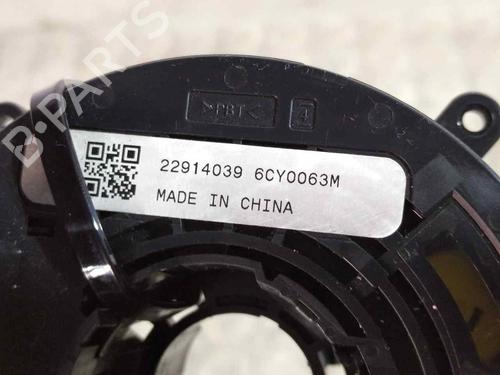 B-PARTS
>PBT<
4
22914039 6CY0063M
MADE IN CHINA